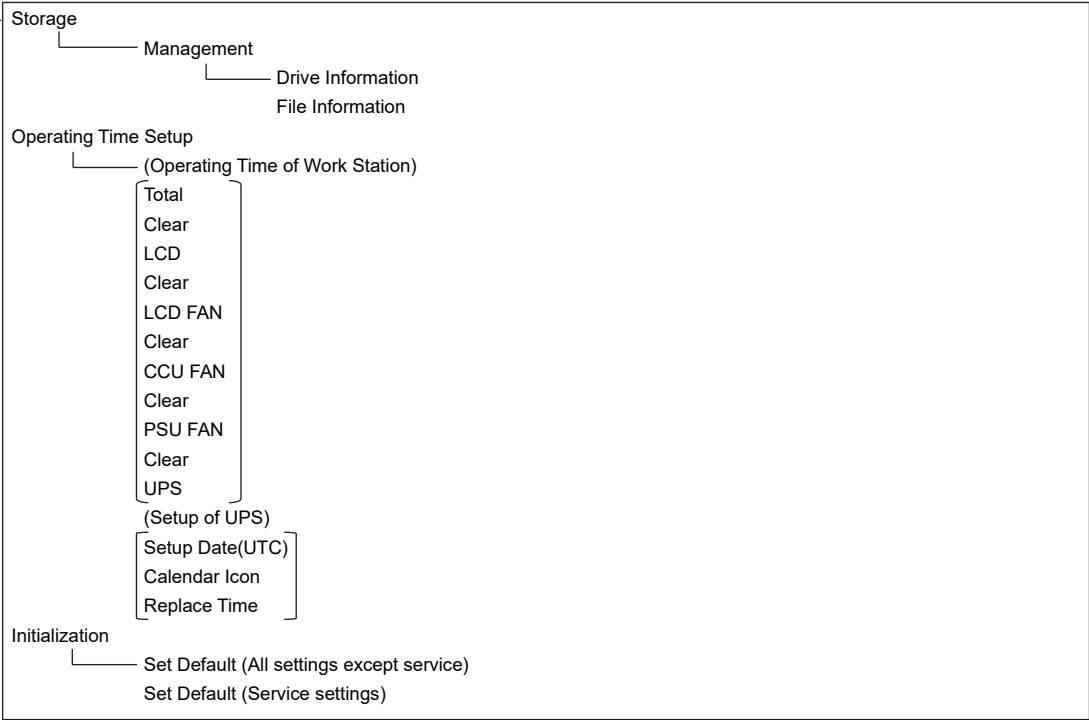 Storage
Management
Drive Information
File Information
Operating Time Setup
(Operating Time of Work Station)
Total
Clear
LCD
Clear
LCD FAN
Clear
CCU FAN
Clear
PSU FAN
Clear
UPS
(Setup of UPS)
Setup Date(UTC)
Calendar Icon
Replace Time
Initialization
Set Default (All settings except service)
Set Default (Service settings)